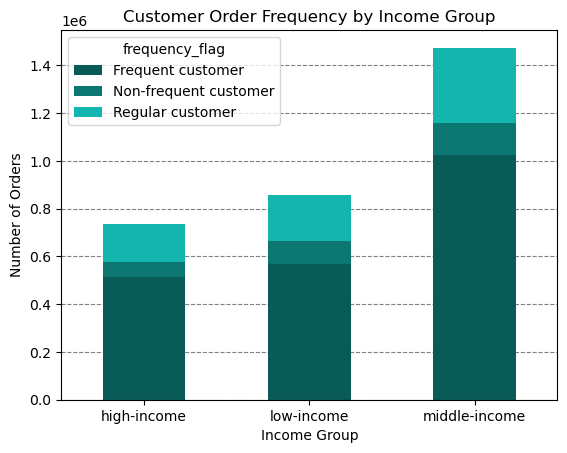 Customer Order Frequency by Income Group
1e6
frequency_flag
Frequent customer
Non-frequent customer
Regular customer
1.4
1.2
1.0
0.8
0.6
0.4
0.2
0.0
Number of Orders
high-income
low-income
middle-income
Income Group